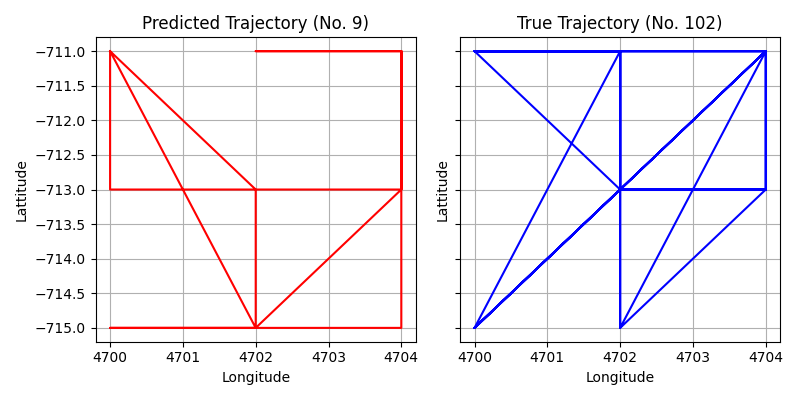 Predicted Trajectory (No. 9)
−711.0
−711.5
−712.0
−712.5
−713.0
−713.5
−714.0
−714.5
−715.0
Lattitude
4700 4701 4702 4703 4704
Longitude
True Trajectory (No. 102)
Lattitude
4700 4701 4702 4703 4704
Longitude